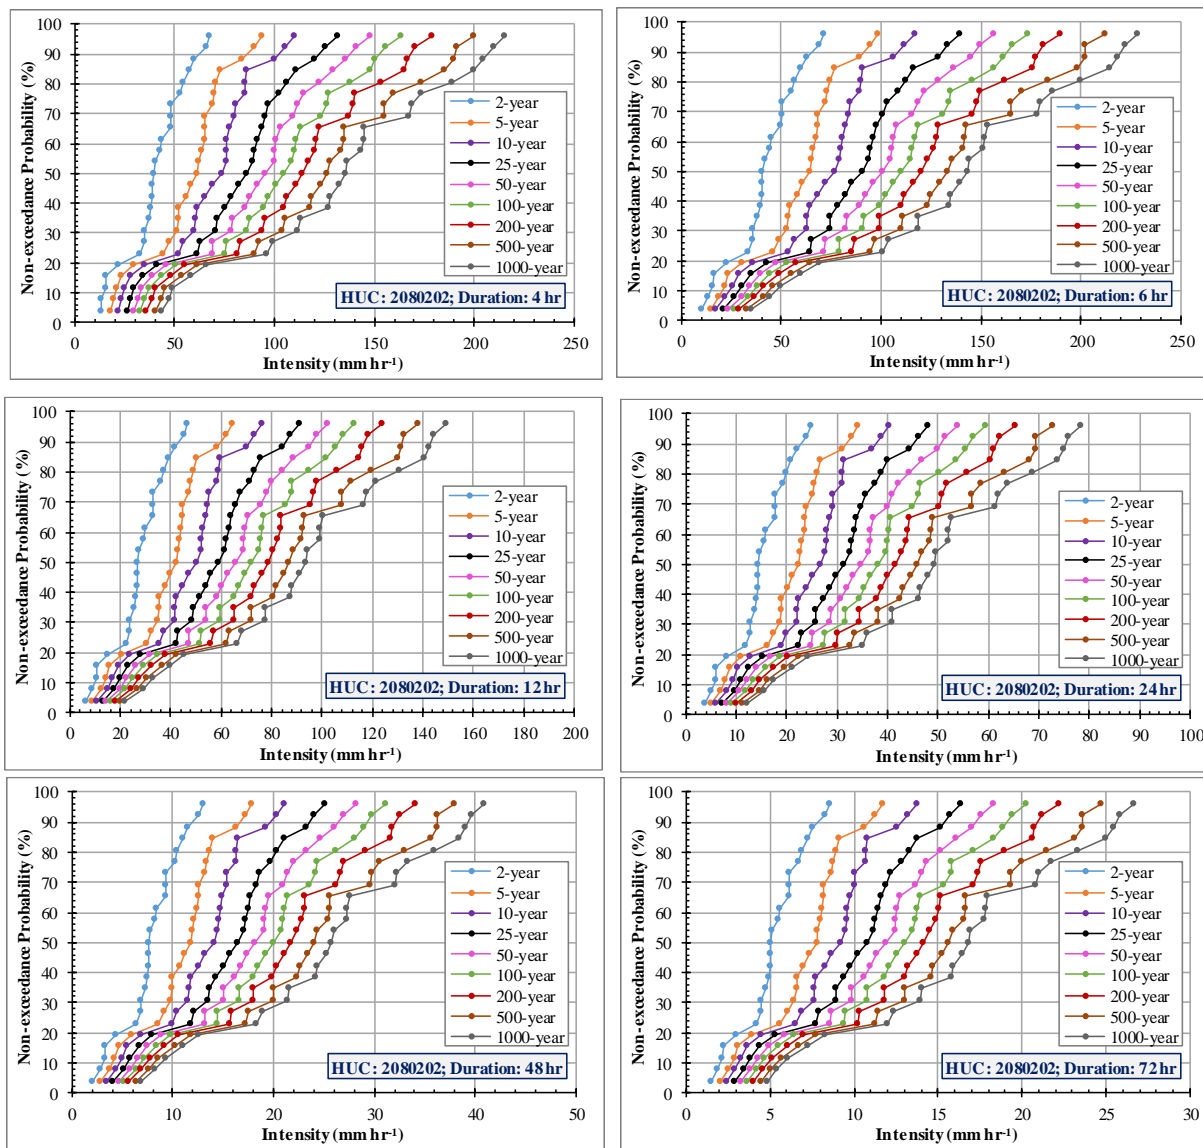 Non-exceedance Probability (%)
100
90
80
70
60
50
40
30
20
10
0
2-year
5-year
10-year
25-year
50-year
100-year
200-year
500-year
1000-year
HUC: 2080202; Duration: 4 hr
0 50 100 150 200 250
Intensity (mm hr-1)
Non-exceedance Probability (%)
100
90
80
70
60
50
40
30
20
10
0
2-year
5-year
10-year
25-year
50-year
100-year
200-year
500-year
1000-year
HUC: 2080202; Duration: 6 hr
0 50 100 150 200 250
Intensity (mm hr-1)
Non-exceedance Probability (%)
100
90
80
70
60
50
40
30
20
10
0
2-year
5-year
10-year
25-year
50-year
100-year
200-year
500-year
1000-year
HUC: 2080202; Duration: 12 hr
0 20 40 60 80 100 120 140 160 180 200
Intensity (mm hr-1)
Non-exceedance Probability (%)
100
90
80
70
60
50
40
30
20
10
0
2-year
5-year
10-year
25-year
50-year
100-year
200-year
500-year
1000-year
HUC: 2080202; Duration: 24 hr
0 10 20 30 40 50 60 70 80 90 100
Intensity (mm hr-1)
Non-exceedance Probability (%)
100
90
80
70
60
50
40
30
20
10
0
2-year
5-year
10-year
25-year
50-year
100-year
200-year
500-year
1000-year
HUC: 2080202; Duration: 48 hr
0 10 20 30 40 50
Intensity (mm hr-1)
Non-exceedance Probability (%)
100
90
80
70
60
50
40
30
20
10
0
2-year
5-year
10-year
25-year
50-year
100-year
200-year
500-year
1000-year
HUC: 2080202; Duration: 72 hr
0 5 10 15 20 25 30
Intensity (mm hr-1)